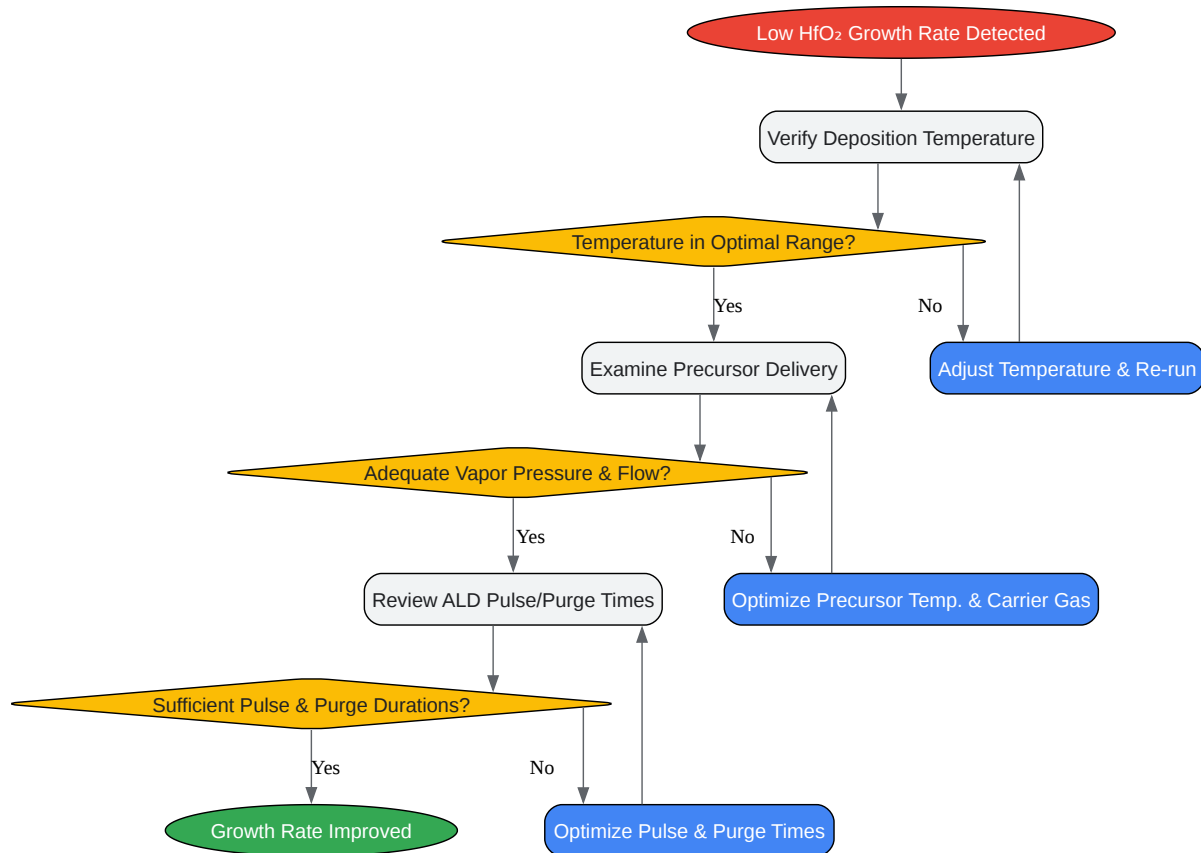 Low HfO₂ Growth Rate Detected
Verify Deposition Temperature
Temperature in Optimal Range?
Yes
No
Examine Precursor Delivery
Adjust Temperature & Re-run
Adequate Vapor Pressure & Flow?
Yes
No
Review ALD Pulse/Purge Times
Optimize Precursor Temp. & Carrier Gas
Sufficient Pulse & Purge Durations?
Yes
No
Growth Rate Improved
Optimize Pulse & Purge Times